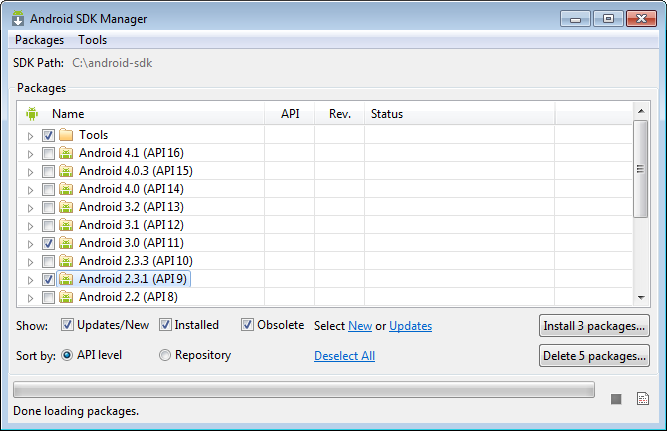 Android SDK Manager
Packages Tools
SDK Path: C:\android-sdk
Packages
Name API Rev. Status
Tools
Android 4.1 (API 16)
Android 4.0.3 (API 15)
Android 4.0 (API 14)
Android 3.2 (API 13)
Android 3.1 (API 12)
Android 3.0 (API 11)
Android 2.3.3 (API 10)
Android 2.3.1 (API 9)
Android 2.2 (API 8)
Show: Updates/New Installed Obsolete Select New or Updates Install 3 packages...
Sort by: API level Repository Deselect All Delete 5 packages...
Done loading packages.